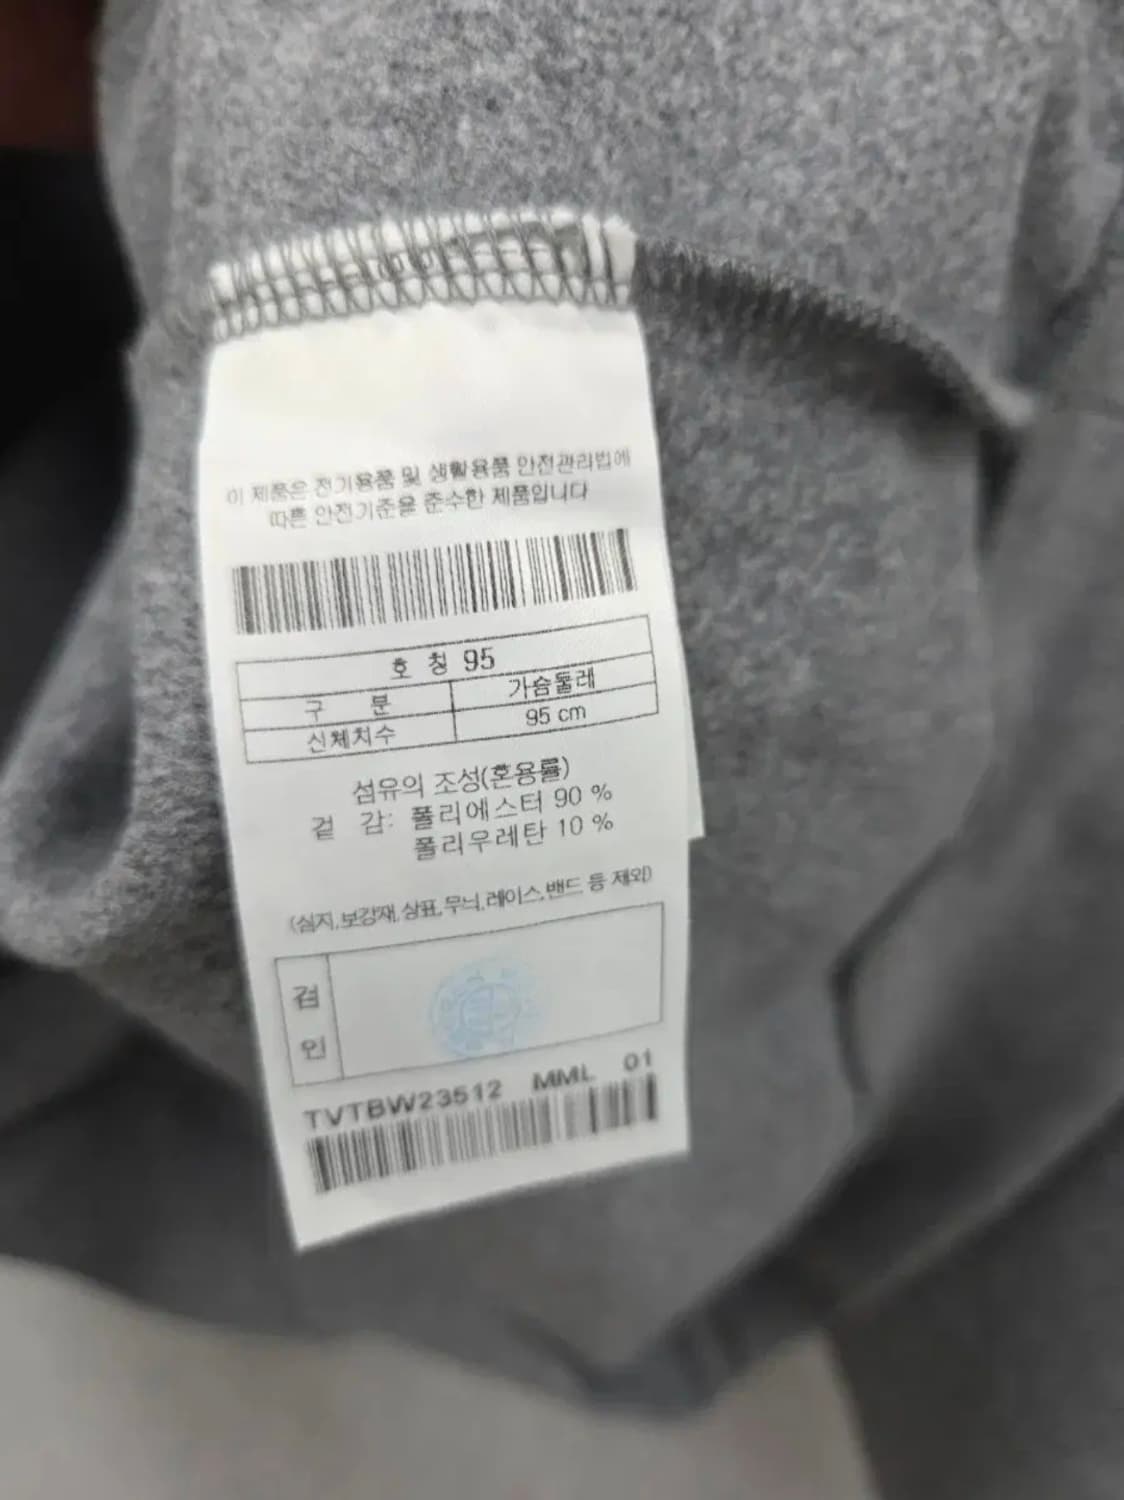 이 제품은 전기용품 및 생활용품 안전관리법에
따른 안전기준을 준수한 제품입니다
호 칭 95
구 분 가슴둘레
신체치수 95 cm
섬유의 조성(혼용률)
겉 감: 폴리에스터 90 %
폴리우레탄 10 %
(심지,보강재,상표,무늬,레이스,밴드 등 제외)
검
인
TVTBW23512 MML 01